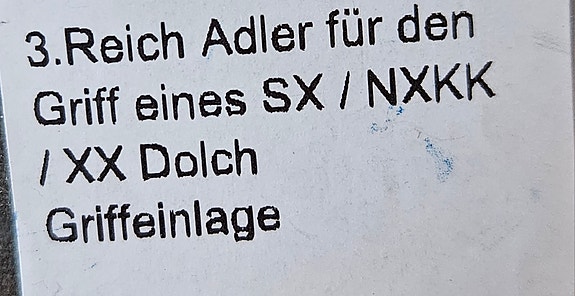 3.Reich Adler für den
Griff eines SX / NXKK
/ XX Dolch
Griffeinlage